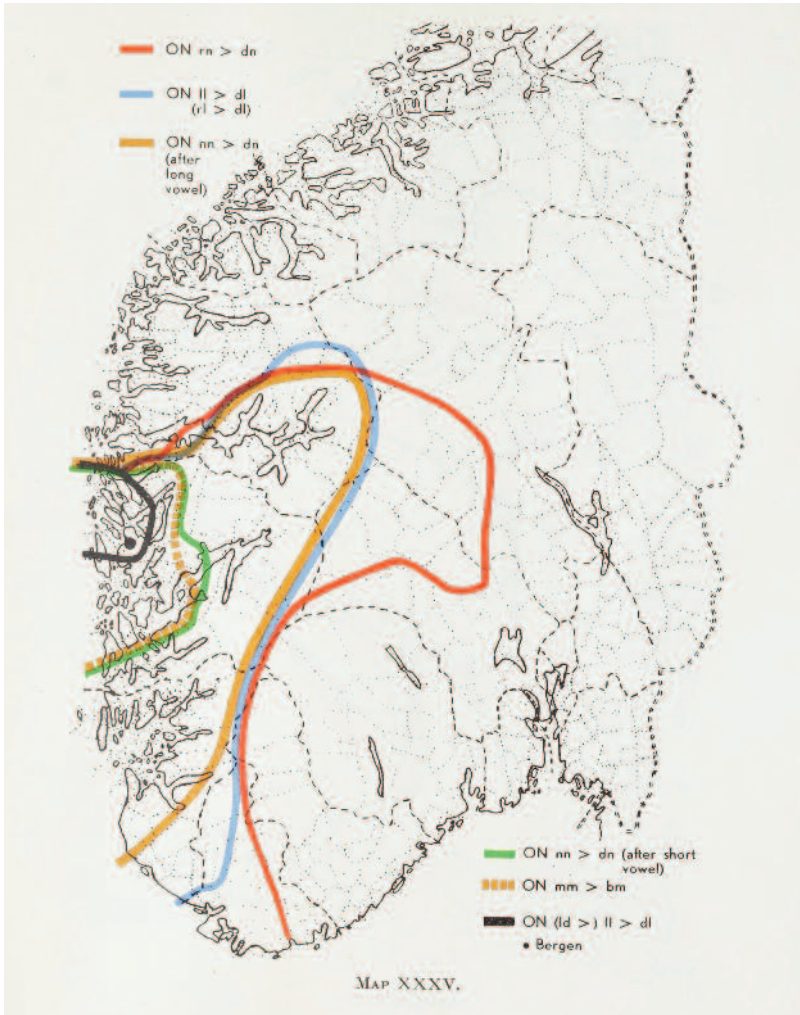 ON rn > dn
ON ll > dl
(rl > dl)
ON nn > dn
(after
long
vowel)
ON nn > dn (after short
vowel)
ON mm > bm
ON (ld >) ll > dl
• Bergen
MAP XXXV.